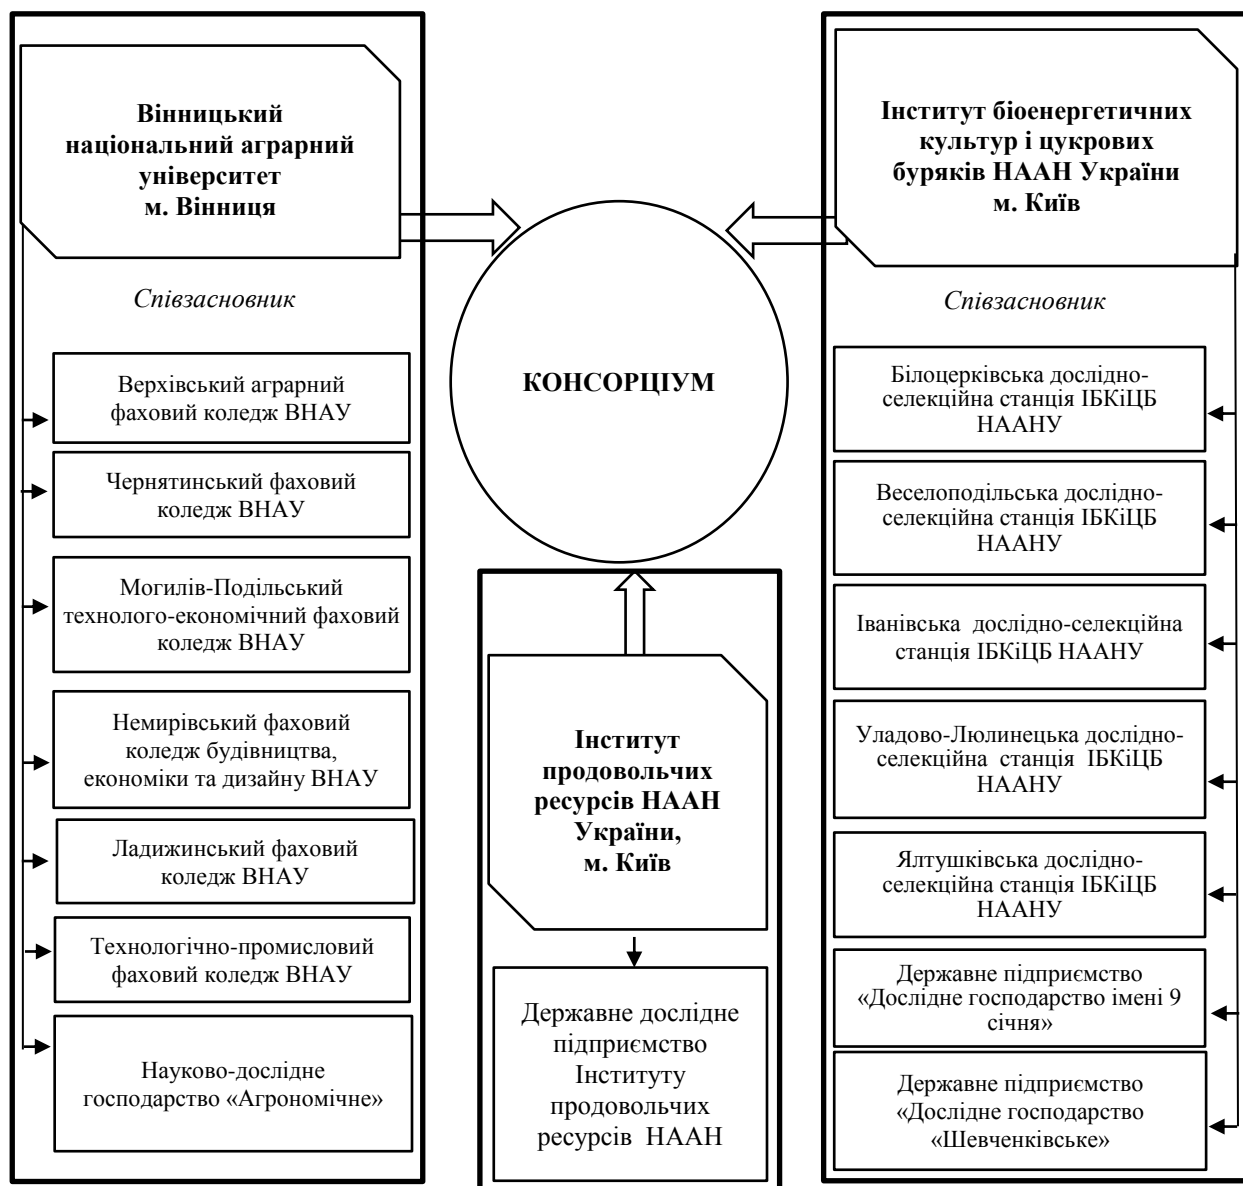 Вінницький
національний аграрний
університет
м. Вінниця
Співзасновник
Верхівський аграрний
фаховий коледж ВНАУ
Чернятинський фаховий
коледж ВНАУ
Могилів-Подільський
технолого-економічний фаховий
коледж ВНАУ
Немирівський фаховий
коледж будівництва,
економіки та дизайну ВНАУ
Ладижинський фаховий
коледж ВНАУ
Технологічно-промисловий
фаховий коледж ВНАУ
Науково-дослідне
господарство «Агрономічне»
КОНСОРЦІУМ
Інститут
продовольчих
ресурсів НААН
України,
м. Київ
Державне дослідне
підприємство
Інституту
продовольчих
ресурсів НААН
Інститут біоенергетичних
культур і цукрових
буряків НААН України
м. Київ
Співзасновник
Білоцерківська дослідно-
селекційна станція ІБКіЦБ
НААНУ
Веселоподільська дослідно-
селекційна станція ІБКіЦБ
НААНУ
Іванівська дослідно-селекційна
станція ІБКіЦБ НААНУ
Уладово-Люлинецька дослідно-
селекційна станція ІБКіЦБ
НААНУ
Ялтушківська дослідно-
селекційна станція ІБКіЦБ
НААНУ
Державне підприємство
«Дослідне господарство імені 9
січня»
Державне підприємство
«Дослідне господарство
«Шевченківське»